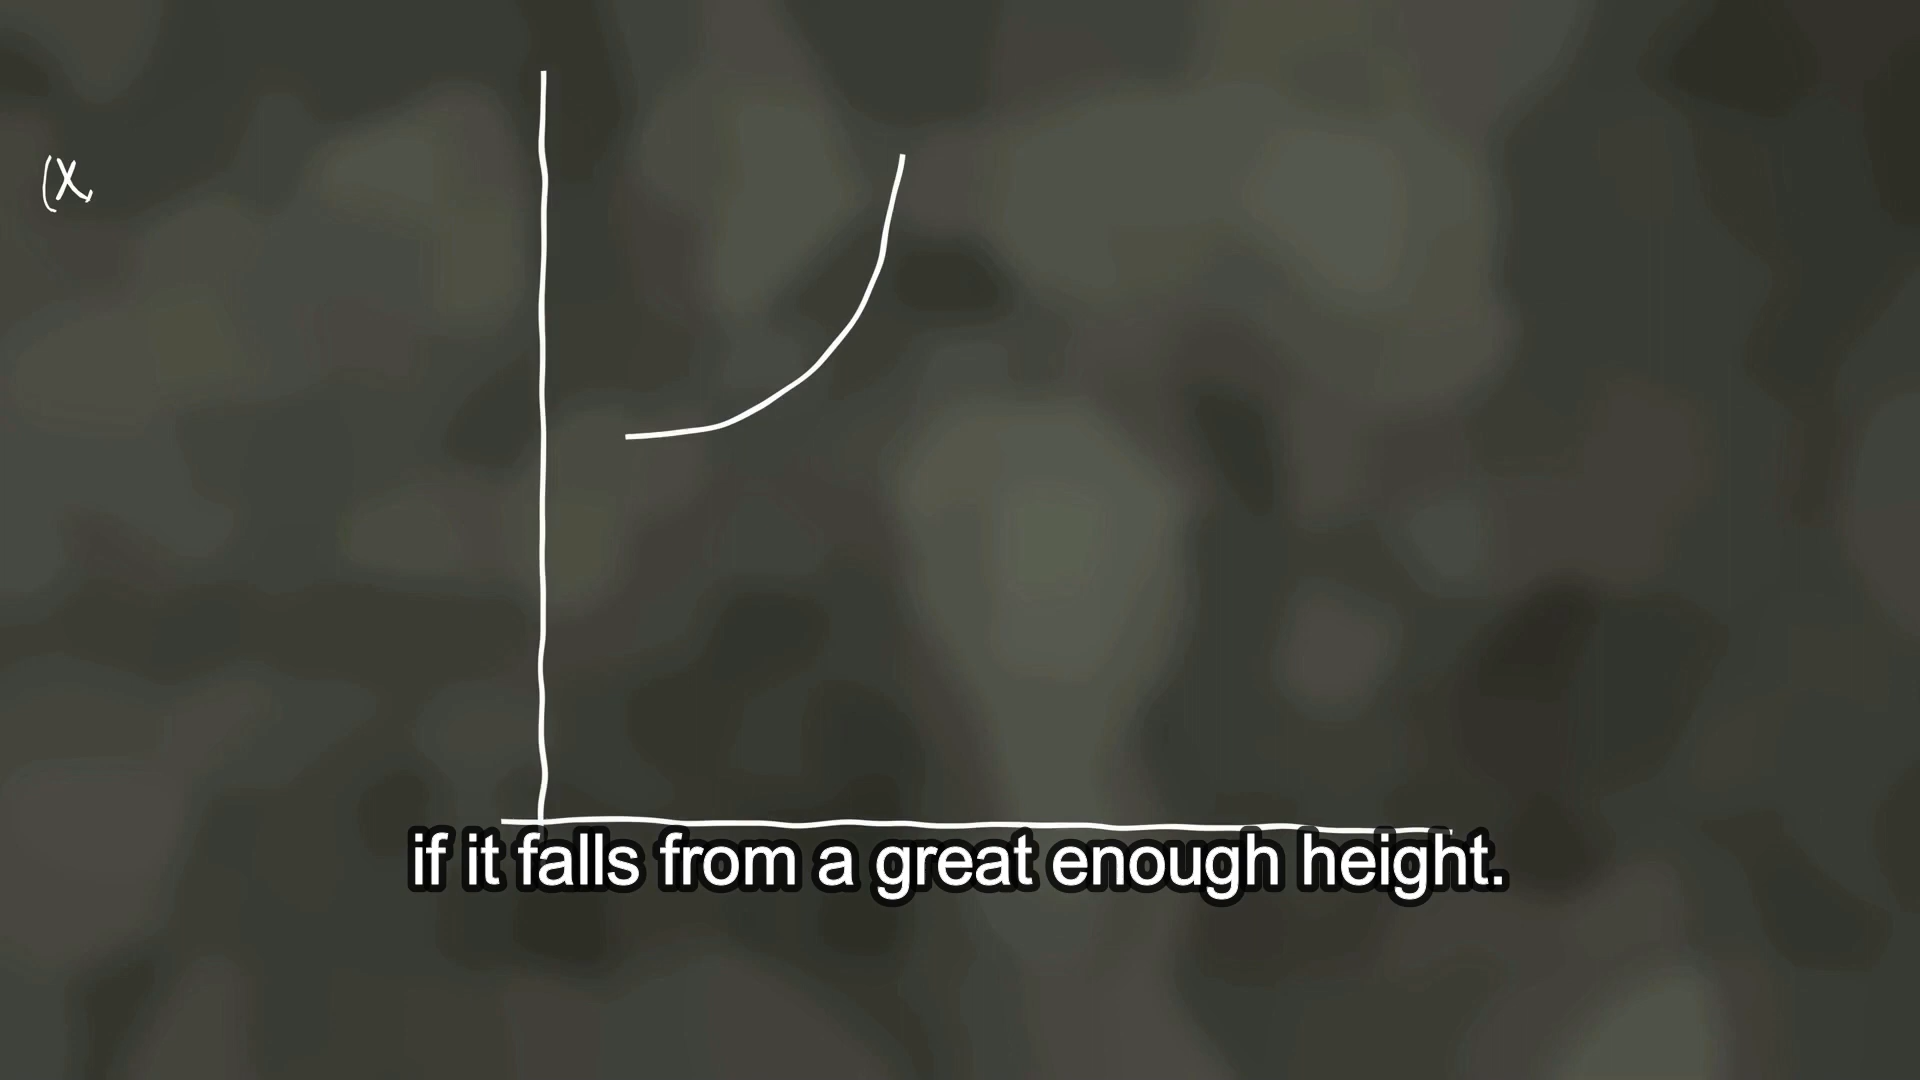 (x,
if it falls from a great enough height.